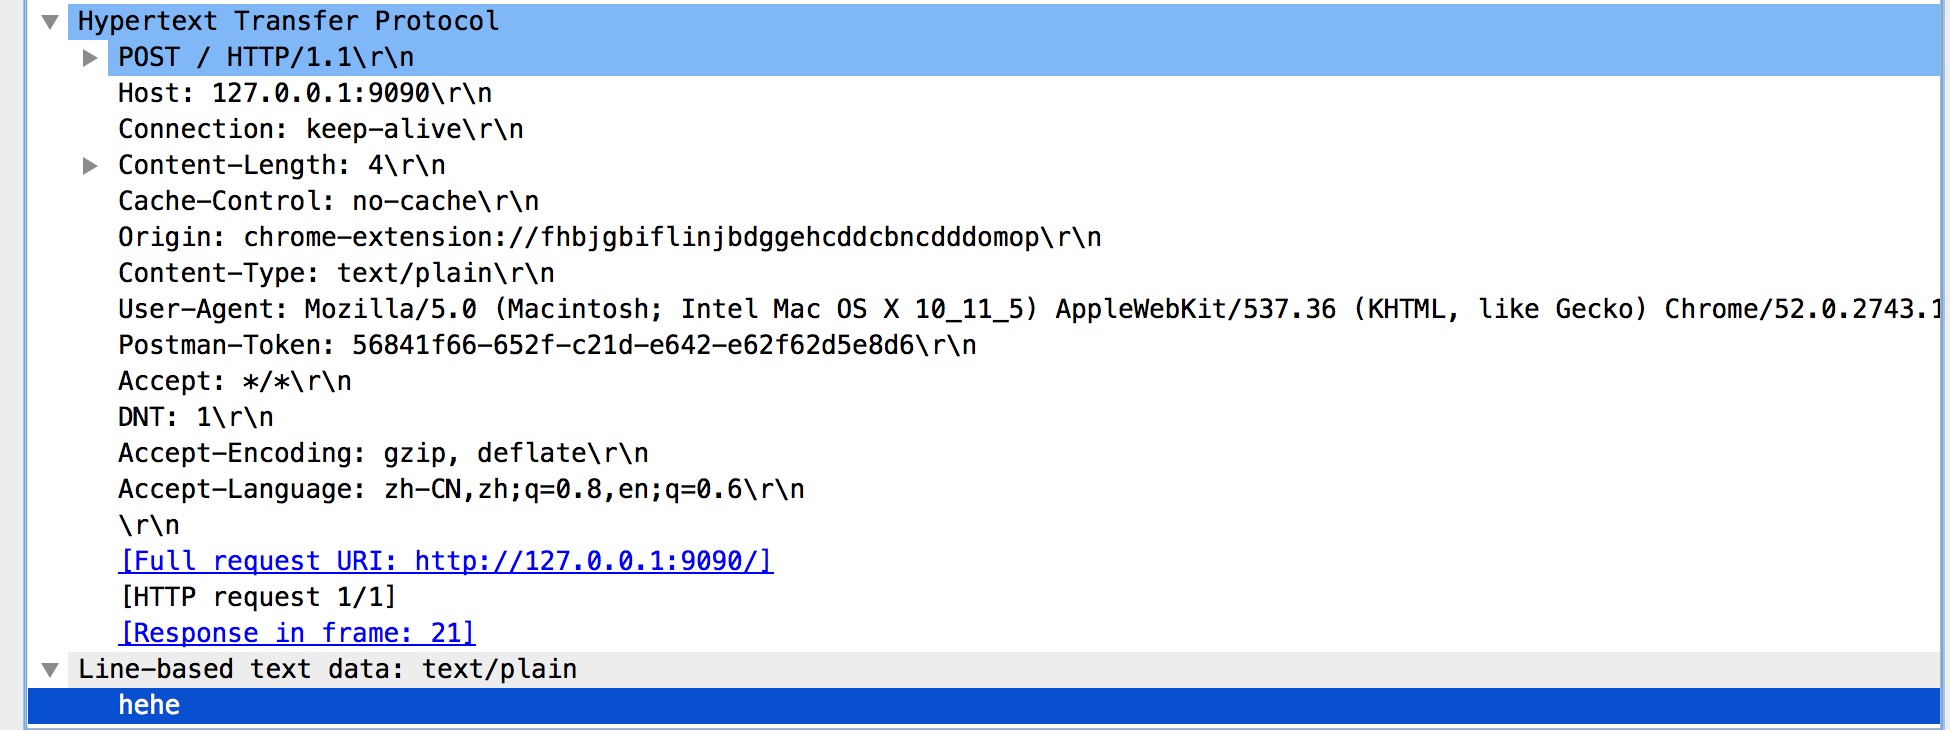 Hypertext Transfer Protocol
POST / HTTP/1.1\r\n
Host: 127.0.0.1:9090\r\n
Connection: keep-alive\r\n
Content-Length: 4\r\n
Cache-Control: no-cache\r\n
Origin: chrome-extension://fhbjgbiflinjbdggehcddcbncdddomop\r\n
Content-Type: text/plain\r\n
User-Agent: Mozilla/5.0 (Macintosh; Intel Mac OS X 10_11_5) AppleWebKit/537.36 (KHTML, like Gecko) Chrome/52.0.2743.1
Postman-Token: 56841f66-652f-c21d-e642-e62f62d5e8d6\r\n
Accept: */*\r\n
DNT: 1\r\n
Accept-Encoding: gzip, deflate\r\n
Accept-Language: zh-CN,zh;q=0.8,en;q=0.6\r\n
\r\n
[Full request URI: http://127.0.0.1:9090/]
[HTTP request 1/1]
[Response in frame: 21]
Line-based text data: text/plain
hehe